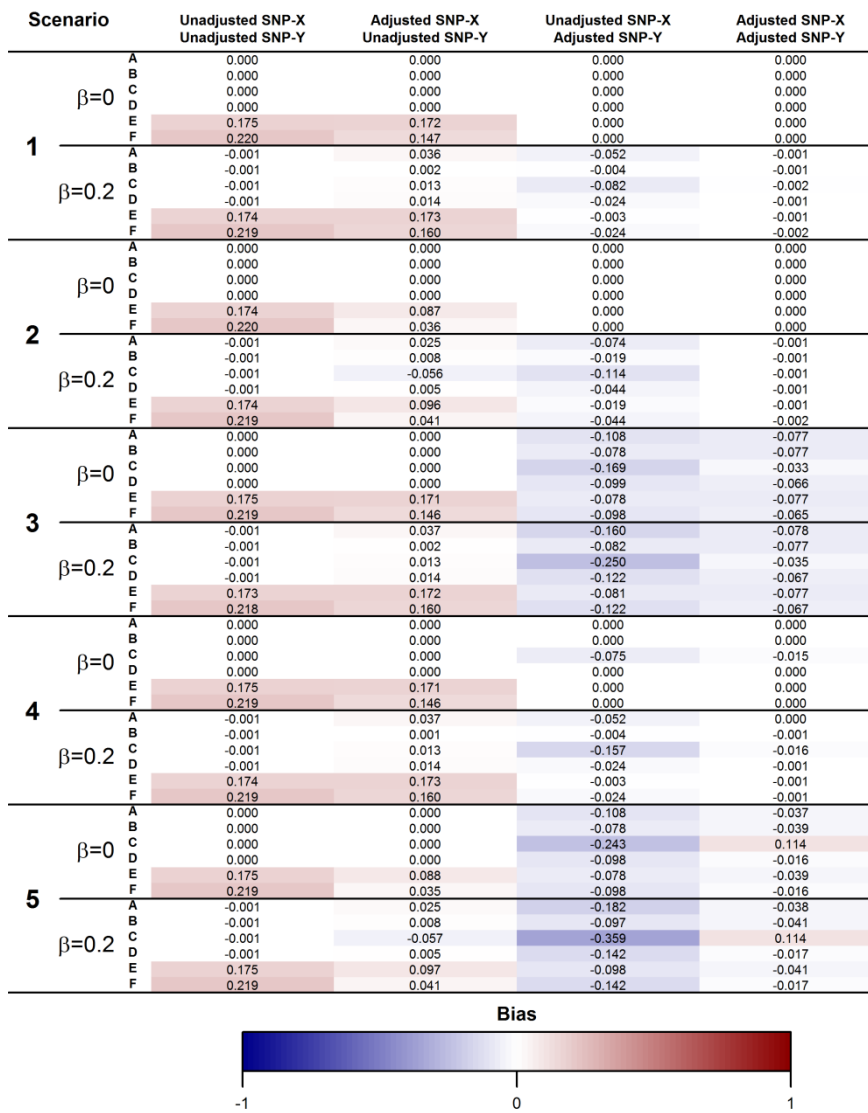 Scenario Unadjusted SNP-X Adjusted SNP-X Unadjusted SNP-X Adjusted SNP-X
Unadjusted SNP-Y Unadjusted SNP-Y Adjusted SNP-Y Adjusted SNP-Y
1
β=0
A 0.000 0.000 0.000 0.000
B 0.000 0.000 0.000 0.000
C 0.000 0.000 0.000 0.000
D 0.000 0.000 0.000 0.000
E 0.175 0.172 0.000 0.000
F 0.220 0.147 0.000 0.000
β=0.2
A -0.001 0.036 -0.052 -0.001
B -0.001 0.002 -0.004 -0.001
C -0.001 0.013 -0.082 -0.002
D -0.001 0.014 -0.024 -0.001
E 0.174 0.173 -0.003 -0.001
F 0.219 0.160 -0.024 -0.002
2
β=0
A 0.000 0.000 0.000 0.000
B 0.000 0.000 0.000 0.000
C 0.000 0.000 0.000 0.000
D 0.000 0.000 0.000 0.000
E 0.174 0.087 0.000 0.000
F 0.220 0.036 0.000 0.000
β=0.2
A -0.001 0.025 -0.074 -0.001
B -0.001 0.008 -0.019 -0.001
C -0.001 -0.056 -0.114 -0.001
D -0.001 0.005 -0.044 -0.001
E 0.174 0.096 -0.019 -0.001
F 0.219 0.041 -0.044 -0.002
3
β=0
A 0.000 0.000 -0.108 -0.077
B 0.000 0.000 -0.078 -0.077
C 0.000 0.000 -0.169 -0.033
D 0.000 0.000 -0.099 -0.066
E 0.175 0.171 -0.078 -0.077
F 0.219 0.146 -0.098 -0.065
β=0.2
A -0.001 0.037 -0.160 -0.078
B -0.001 0.002 -0.082 -0.077
C -0.001 0.013 -0.250 -0.035
D -0.001 0.014 -0.122 -0.067
E 0.173 0.172 -0.081 -0.077
F 0.218 0.160 -0.122 -0.067
4
β=0
A 0.000 0.000 0.000 0.000
B 0.000 0.000 0.000 0.000
C 0.000 0.000 -0.075 -0.015
D 0.000 0.000 0.000 0.000
E 0.175 0.171 0.000 0.000
F 0.219 0.146 0.000 0.000
β=0.2
A -0.001 0.037 -0.052 0.000
B -0.001 0.001 -0.004 -0.001
C -0.001 0.013 -0.157 -0.016
D -0.001 0.014 -0.024 -0.001
E 0.174 0.173 -0.003 -0.001
F 0.219 0.160 -0.024 -0.001
5
β=0
A 0.000 0.000 -0.108 -0.037
B 0.000 0.000 -0.078 -0.039
C 0.000 0.000 -0.243 0.114
D 0.000 0.000 -0.098 -0.016
E 0.175 0.088 -0.078 -0.039
F 0.219 0.035 -0.098 -0.016
β=0.2
A -0.001 0.025 -0.182 -0.038
B -0.001 0.008 -0.097 -0.041
C -0.001 -0.057 -0.359 0.114
D -0.001 0.005 -0.142 -0.017
E 0.175 0.097 -0.098 -0.041
F 0.219 0.041 -0.142 -0.017
Bias
-1 0 1